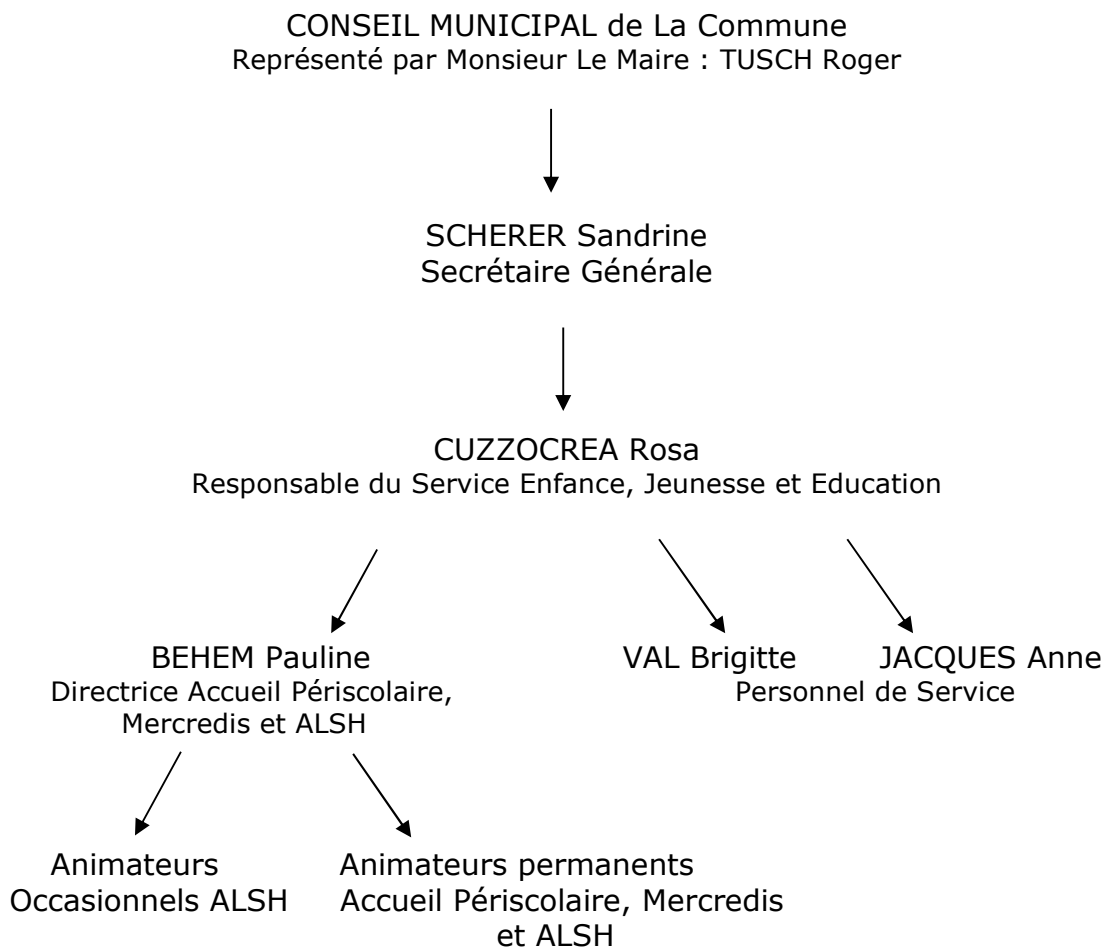 CONSEIL MUNICIPAL de La Commune
Représenté par Monsieur Le Maire : TUSCH Roger
SCHERER Sandrine
Secrétaire Générale
CUZZOCREA Rosa
Responsable du Service Enfance, Jeunesse et Education
BEHEM Pauline
Directrice Accueil Périscolaire,
Mercredis et ALSH
VAL Brigitte JACQUES Anne
Personnel de Service
Animateurs
Occasionnels ALSH
Animateurs permanents
Accueil Périscolaire, Mercredis
et ALSH